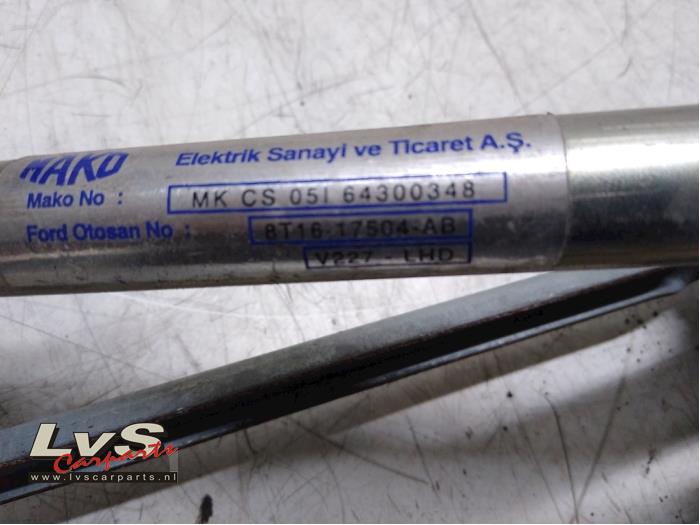 MAKO Elektrik Sanayi ve Ticaret A.Ş.
Mako No : MK CS 05I 64300348
Ford Otosan No : 8T16-17504-AB
V227 - LHD
LvS
Carparts
www.lvscarparts.nl